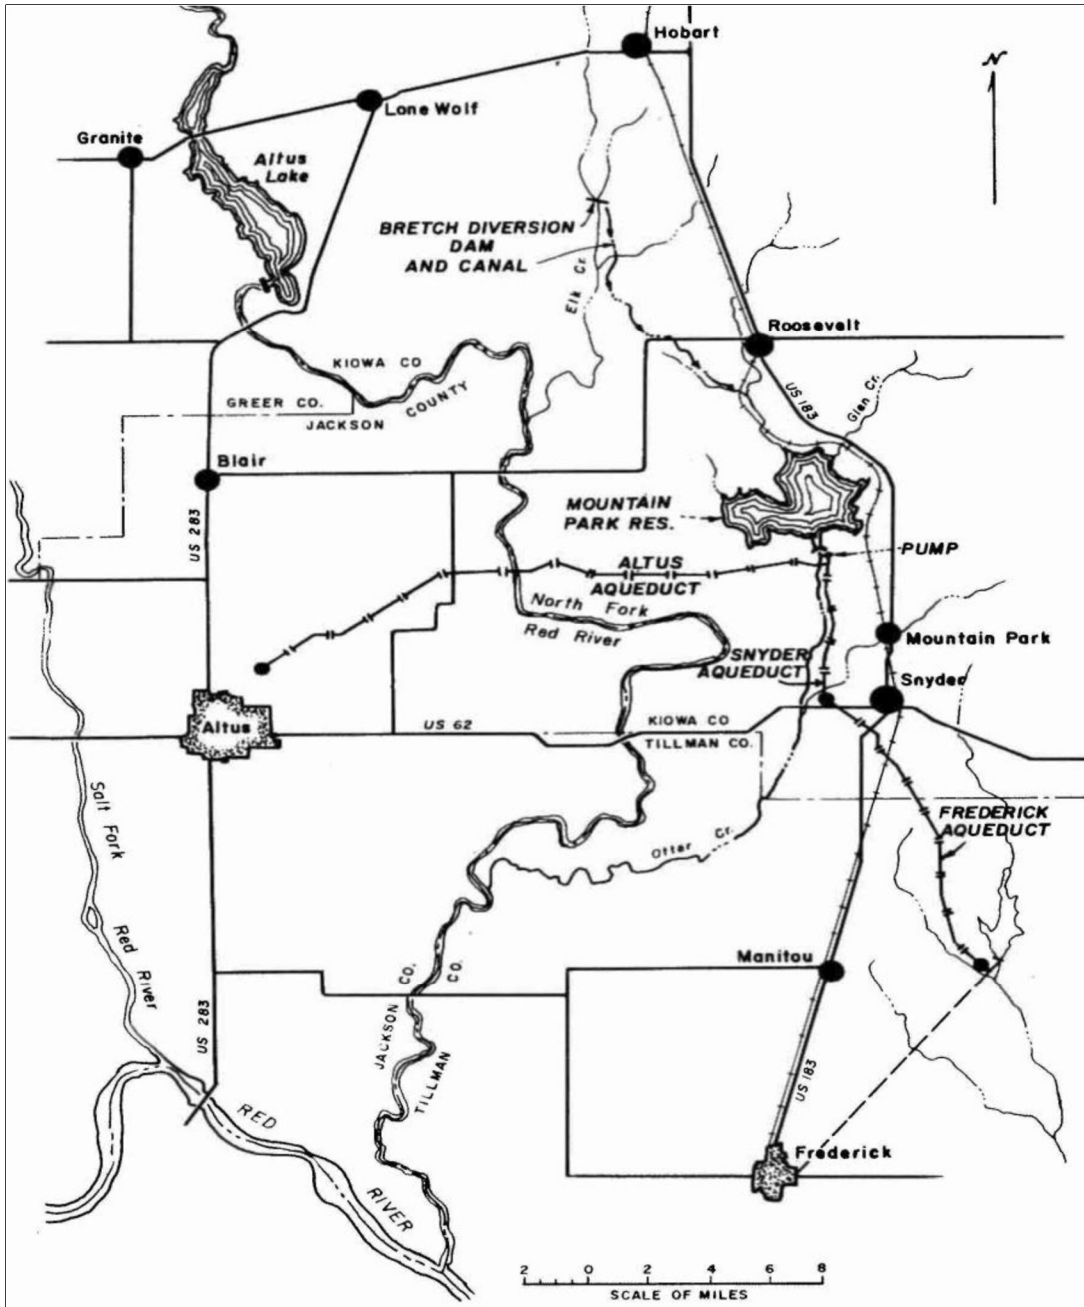 Hobart
N
Lone Wolf
Granite
Altus
Lake
BRETCH DIVERSION
DAM
AND CANAL
Elk Cr.
Roosevelt
KIOWA CO
COUNTY
GREER CO.
JACKSON
US 183
Glen Cr.
Blair
MOUNTAIN
PARK RES.
US 283
PUMP
ALTUS
AQUEDUCT
North Fork
Red River
Mountain Park
SNYDER
AQUEDUCT
Snyder
Altus
US 62
KIOWA CO
TILLMAN CO.
Salt Fork
Red River
FREDERICK
AQUEDUCT
Otter Cr.
Manitou
JACKSON CO.
TILLMAN CO.
US 283
US 183
RED
RIVER
Frederick
2 0 2 4 6 8
SCALE OF MILES